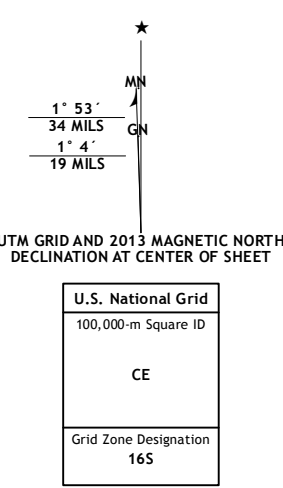 MN
1° 53´
34 MILS
GN
1° 4´
19 MILS
UTM GRID AND 2013 MAGNETIC NORTH
DECLINATION AT CENTER OF SHEET
U.S. National Grid
100,000-m Square ID
CE
Grid Zone Designation
16S